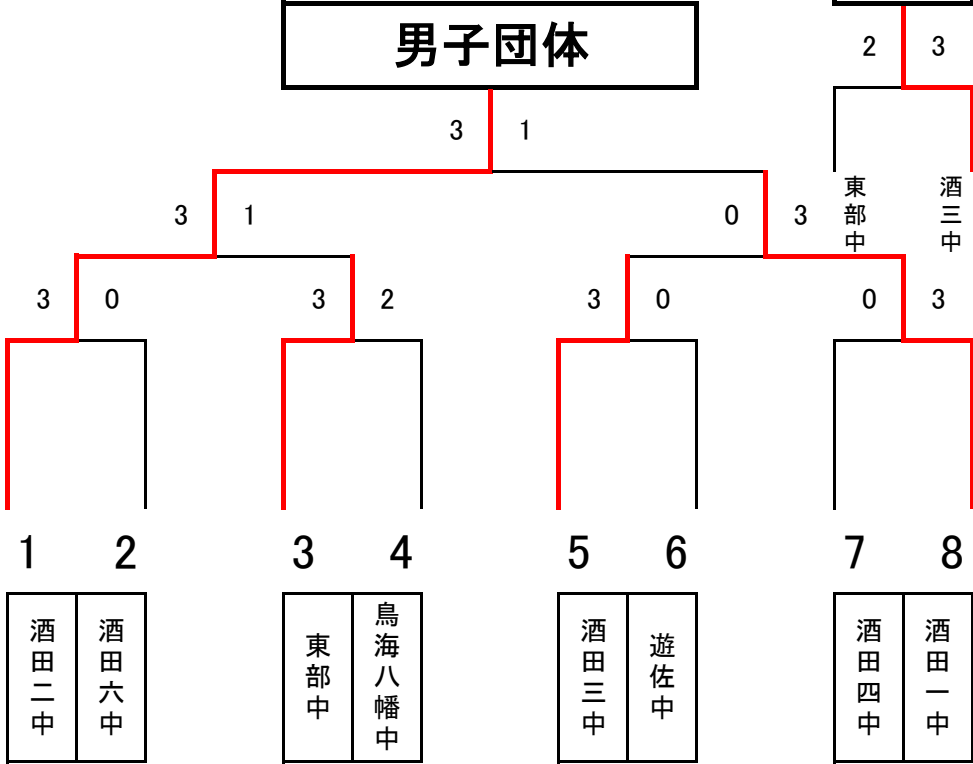 男子団体
2 3
3 1
東部中
酒三中
3 1
0 3
3 0
3 2
3 0
0 3
1 2 3 4 5 6 7 8
酒田二中
酒田六中
東部中
鳥海八幡中
酒田三中
遊佐中
酒田四中
酒田一中